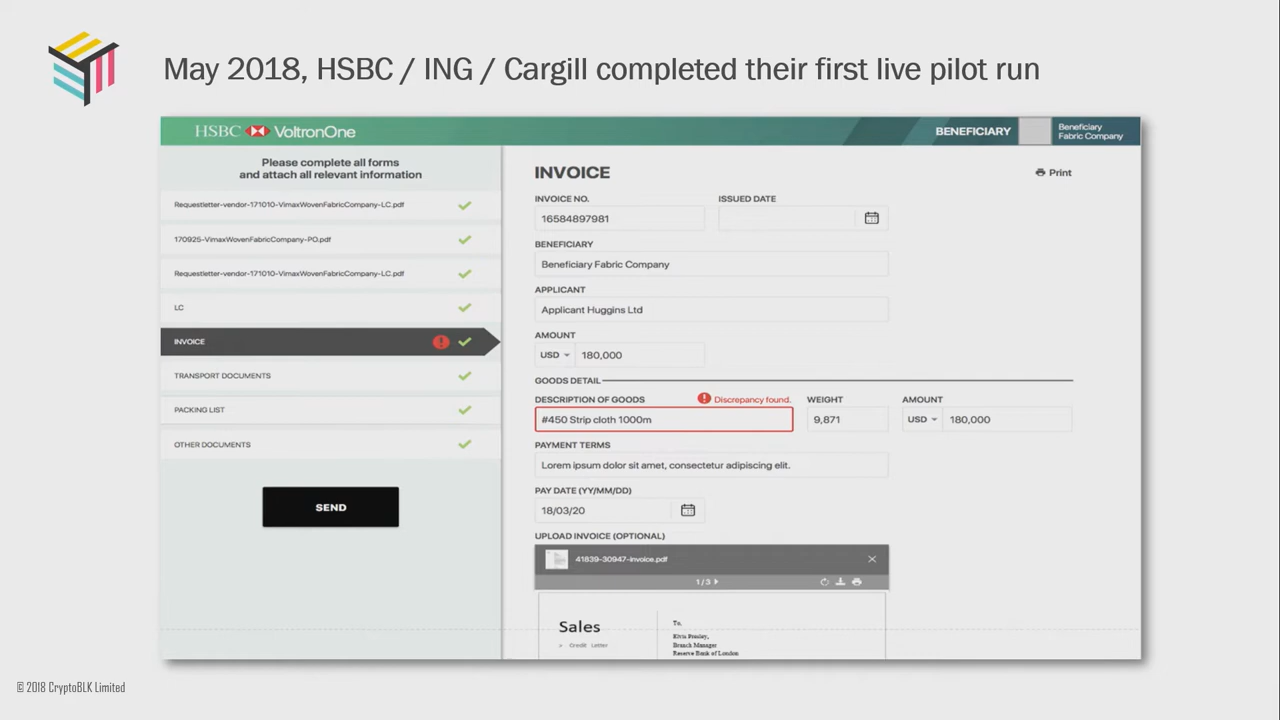 May 2018, HSBC / ING / Cargill completed their first live pilot run
HSBC VoltronOne
BENEFICIARY
Beneficiary
Fabric Company
Please complete all forms
and attach all relevant information
Requestletter-vendor-171010-VimaxWovenFabricCompany-LC.pdf
170925-VimaxWovenFabricCompany-PO.pdf
Requestletter-vendor-171010-VimaxWovenFabricCompany-LC.pdf
LC
INVOICE
TRANSPORT DOCUMENTS
PACKING LIST
OTHER DOCUMENTS
SEND
INVOICE
Print
INVOICE NO. ISSUED DATE
16584897981
BENEFICIARY
Beneficiary Fabric Company
APPLICANT
Applicant Huggins Ltd
AMOUNT
USD 180,000
GOODS DETAIL
DESCRIPTION OF GOODS Discrepancy found. WEIGHT AMOUNT
#450 Strip cloth 1000m 9,871 USD 180,000
PAYMENT TERMS
Lorem ipsum dolor sit amet, consectetur adipiscing elit.
PAY DATE (YY/MM/DD)
18/03/20
UPLOAD INVOICE (OPTIONAL)
41839-30947-invoice.pdf
1 / 3
Sales
> Credit Letter
To,
Elvis Presley,
Branch Manager
Reserve Bank of London
© 2018 CryptoBLK Limited